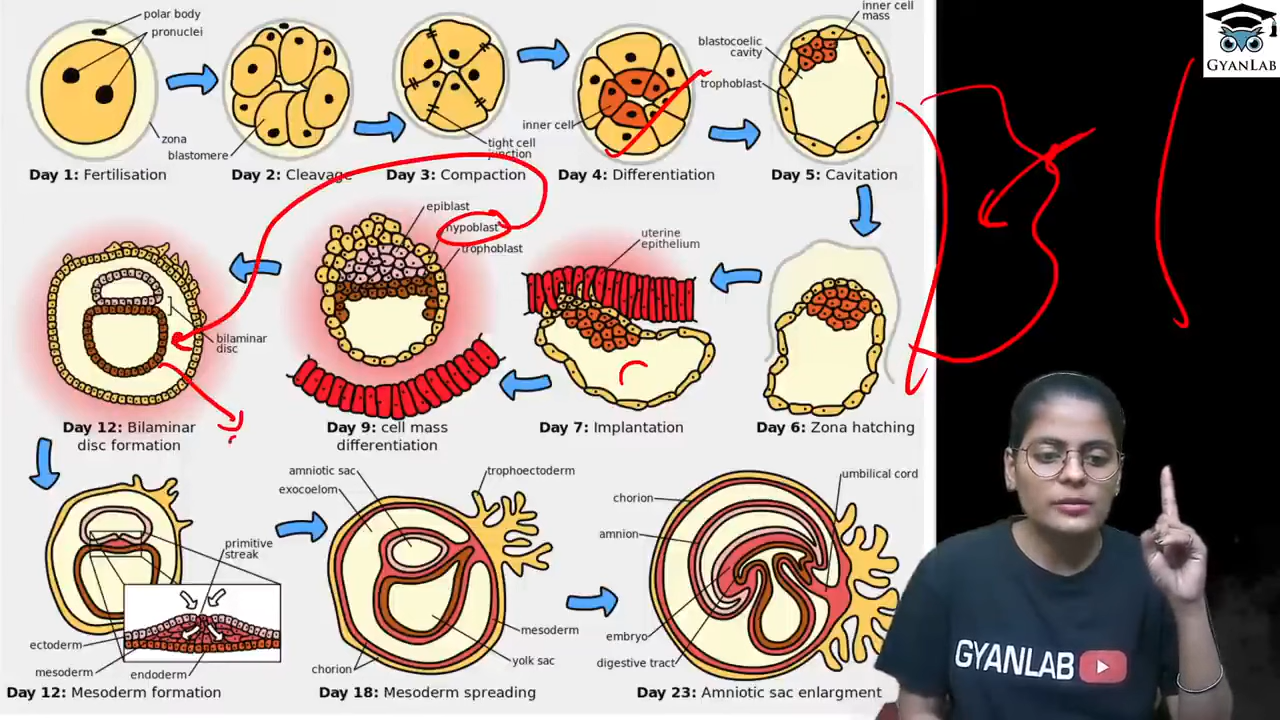 polar body
pronuclei
zona
blastomere
tight cell
junction
inner cell
inner cell
mass
blastocoelic
cavity
trophoblast
GYANLAB
Day 1: Fertilisation
Day 2: Cleavage
Day 3: Compaction
Day 4: Differentiation
Day 5: Cavitation
bilaminar
disc
epiblast
hypoblast
trophoblast
uterine
epithelium
Day 12: Bilaminar
disc formation
Day 9: cell mass
differentiation
Day 7: Implantation
Day 6: Zona hatching
primitive
streak
ectoderm
mesoderm
endoderm
amniotic sac
exocoelom
trophoectoderm
mesoderm
yolk sac
chorion
umbilical cord
chorion
amnion
embryo
digestive tract
GYANLAB
Day 12: Mesoderm formation
Day 18: Mesoderm spreading
Day 23: Amniotic sac enlargment